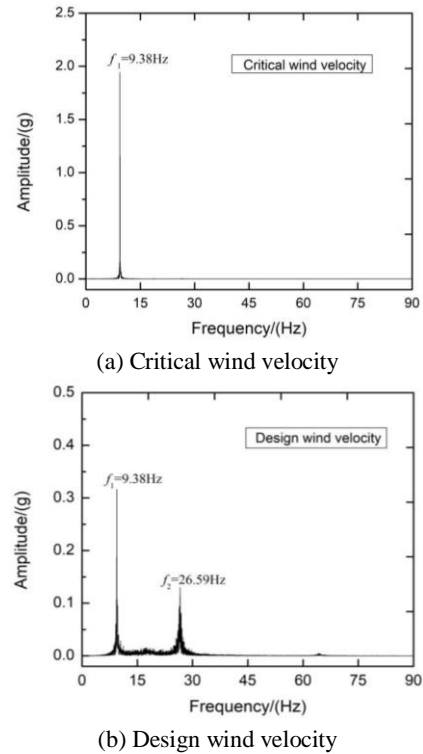 2.5
f₁=9.38Hz
2.0
Critical wind velocity
1.5
Amplitude/(g)
1.0
0.5
0.0
0 15 30 45 60 75 90
Frequency/(Hz)
(a) Critical wind velocity
0.5
Design wind velocity
0.4
f₁=9.38Hz
0.3
Amplitude/(g)
0.2
f₂=26.59Hz
0.1
0.0
0 15 30 45 60 75 90
Frequency/(Hz)
(b) Design wind velocity